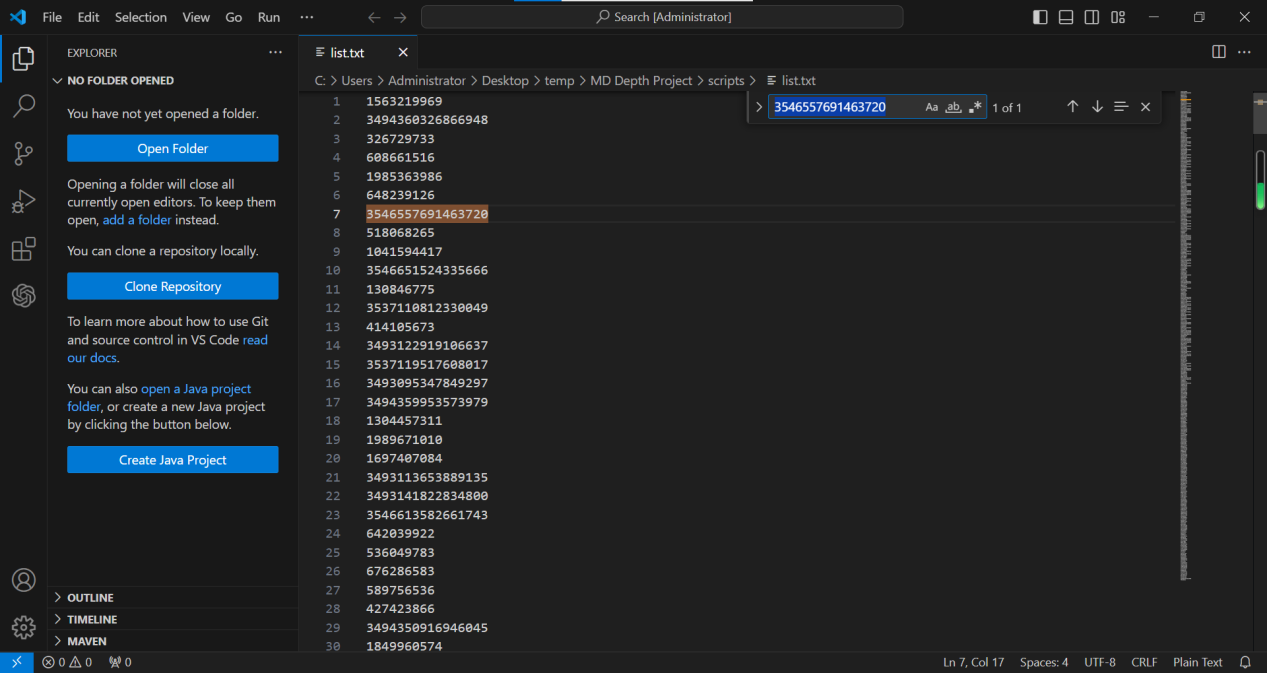 File Edit Selection View Go Run ···
Search [Administrator]
EXPLORER
NO FOLDER OPENED
You have not yet opened a folder.
Open Folder
Opening a folder will close all
currently open editors. To keep them
open, add a folder instead.
You can clone a repository locally.
Clone Repository
To learn more about how to use Git
and source control in VS Code read
our docs.
You can also open a Java project
folder, or create a new Java project
by clicking the button below.
Create Java Project
OUTLINE
TIMELINE
MAVEN
list.txt
C: > Users > Administrator > Desktop > temp > MD Depth Project > scripts > list.txt
3546557691463720 Aa ab .* 1 of 1
1 1563219969
2 3494360326866948
3 326729733
4 608661516
5 1985363986
6 648239126
7 3546557691463720
8 518068265
9 1041594417
10 3546651524335666
11 130846775
12 3537110812330049
13 414105673
14 3493122919106637
15 3537119517608017
16 3493095347849297
17 3494359953573979
18 1304457311
19 1989671010
20 1697407084
21 3493113653889135
22 3493141822834800
23 3546613582661743
24 642039922
25 536049783
26 676286583
27 589756536
28 427423866
29 3494350916946045
30 1849960574
0 0 0 Ln 7, Col 17 Spaces: 4 UTF-8 CRLF Plain Text